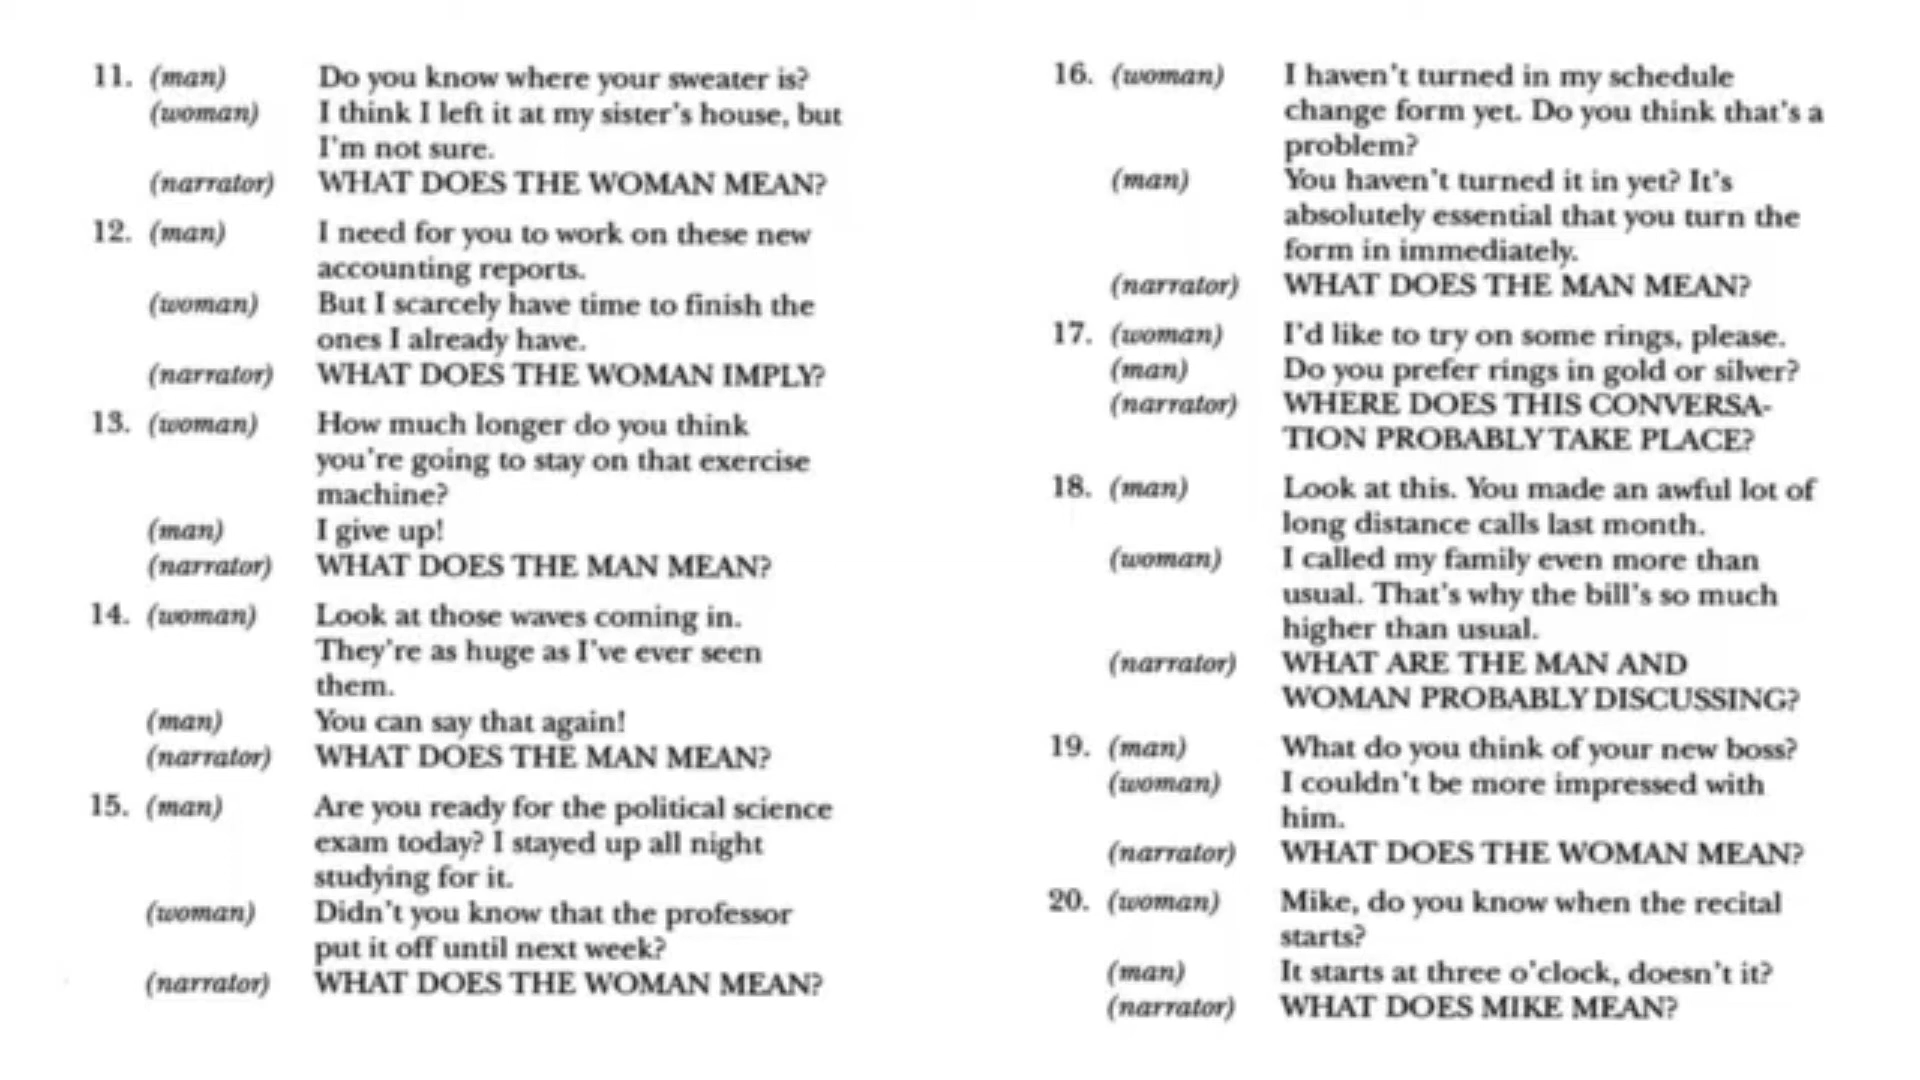 11. (man) Do you know where your sweater is?
(woman) I think I left it at my sister's house, but
I'm not sure.
(narrator) WHAT DOES THE WOMAN MEAN?
12. (man) I need for you to work on these new
accounting reports.
(woman) But I scarcely have time to finish the
ones I already have.
(narrator) WHAT DOES THE WOMAN IMPLY?
13. (woman) How much longer do you think
you're going to stay on that exercise
machine?
(man) I give up!
(narrator) WHAT DOES THE MAN MEAN?
14. (woman) Look at those waves coming in.
They're as huge as I've ever seen
them.
(man) You can say that again!
(narrator) WHAT DOES THE MAN MEAN?
15. (man) Are you ready for the political science
exam today? I stayed up all night
studying for it.
(woman) Didn't you know that the professor
put it off until next week?
(narrator) WHAT DOES THE WOMAN MEAN?
16. (woman) I haven't turned in my schedule
change form yet. Do you think that's a
problem?
(man) You haven't turned it in yet? It's
absolutely essential that you turn the
form in immediately.
(narrator) WHAT DOES THE MAN MEAN?
17. (woman) I'd like to try on some rings, please.
(man) Do you prefer rings in gold or silver?
(narrator) WHERE DOES THIS CONVERSA-
TION PROBABLY TAKE PLACE?
18. (man) Look at this. You made an awful lot of
long distance calls last month.
(woman) I called my family even more than
usual. That's why the bill's so much
higher than usual.
(narrator) WHAT ARE THE MAN AND
WOMAN PROBABLY DISCUSSING?
19. (man) What do you think of your new boss?
(woman) I couldn't be more impressed with
him.
(narrator) WHAT DOES THE WOMAN MEAN?
20. (woman) Mike, do you know when the recital
starts?
(man) It starts at three o'clock, doesn't it?
(narrator) WHAT DOES MIKE MEAN?